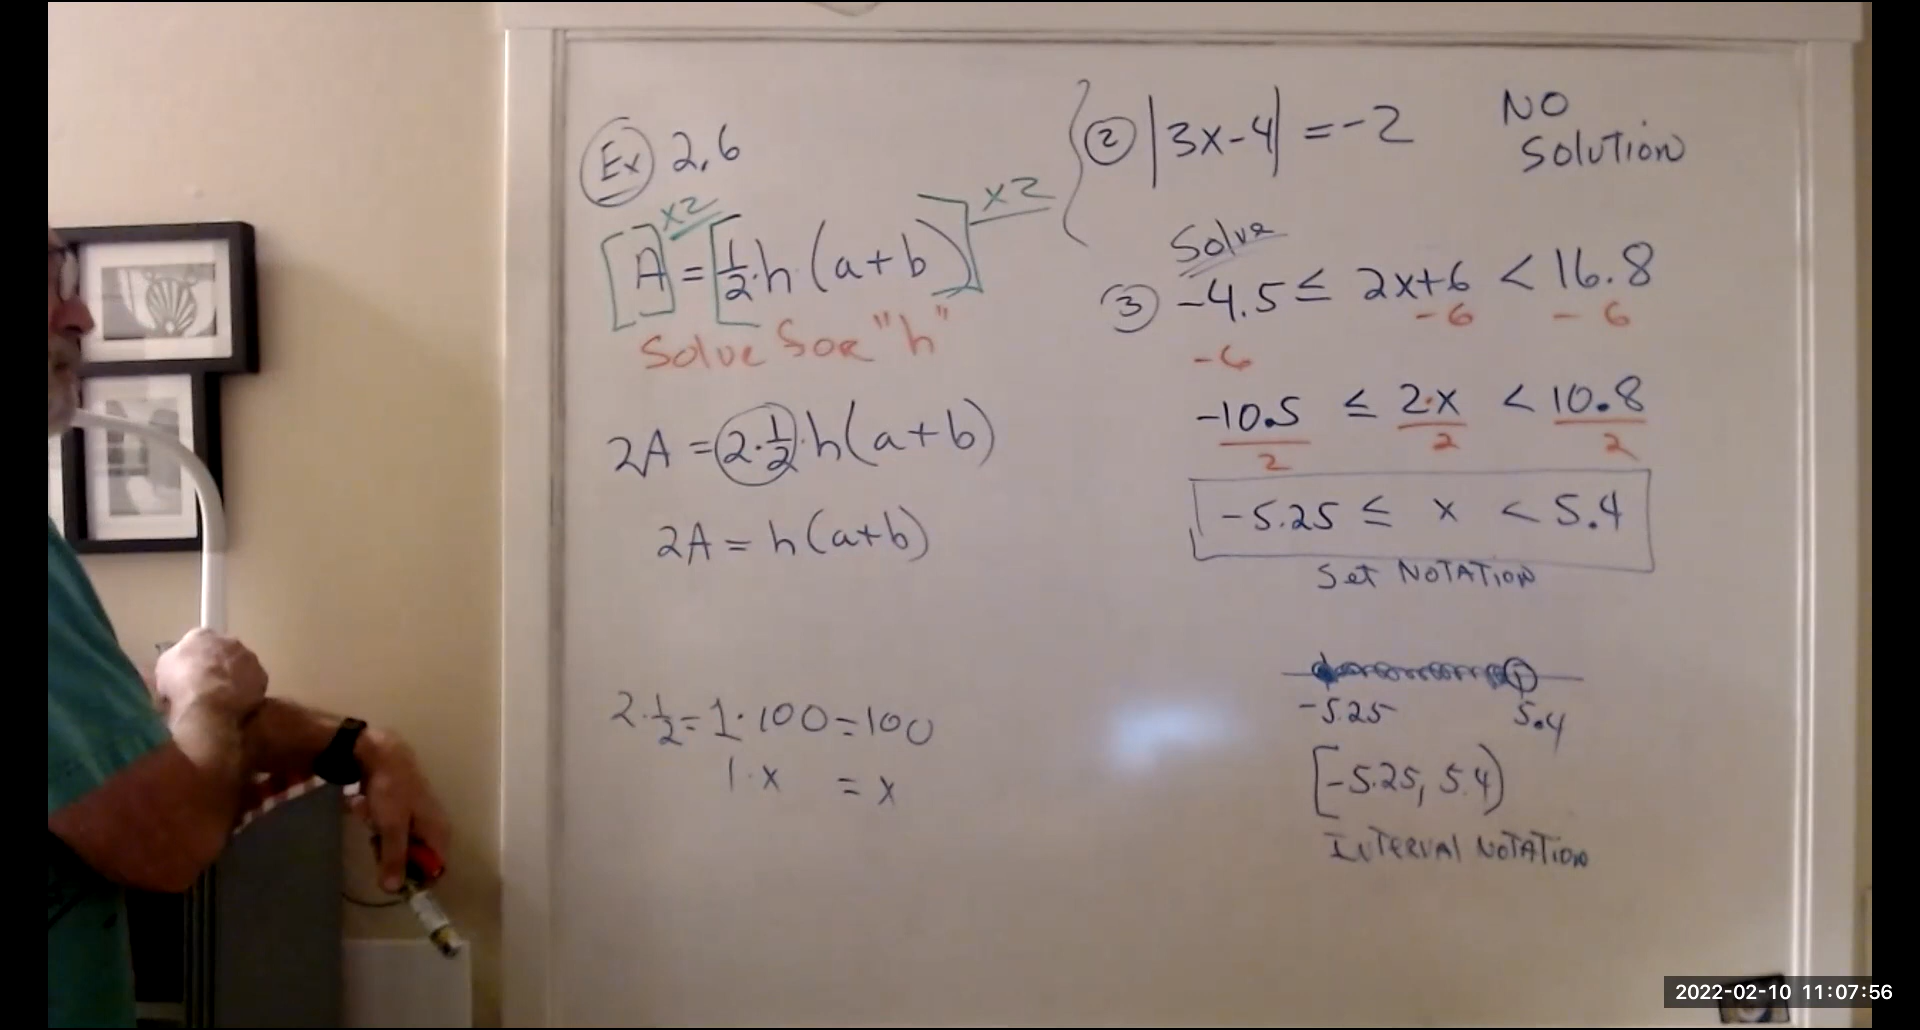 Ex 2.6
x2 x2
[A] = [1/2·h·(a+b)]
Solve for "h"
2A = 2·1/2·h(a+b)
2A = h(a+b)
2·1/2=1·100=100
1·x = x
② |3x-4| = -2 NO
Solution
Solve
③ -4.5 ≤ 2x+6 < 16.8
-6 -6 -6
-10.5 ≤ 2·x < 10.8
2 2 2
-5.25 ≤ x < 5.4
Set NOTATION
-5.25 5.4
[-5.25, 5.4)
INTERVAL NOTATION
2022-02-10 11:07:56